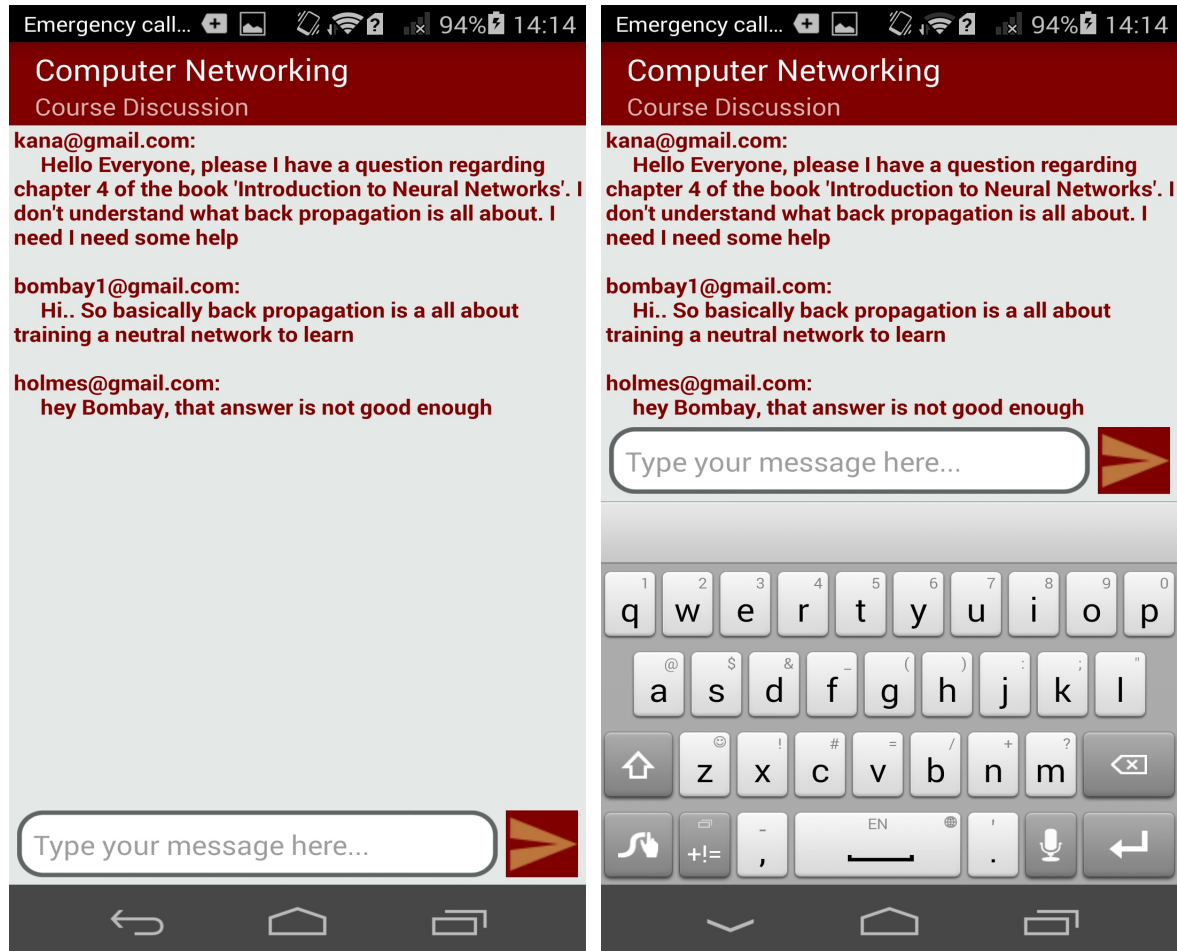 Emergency call... 94% 14:14
Computer Networking
Course Discussion
kana@gmail.com:
Hello Everyone, please I have a question regarding
chapter 4 of the book 'Introduction to Neural Networks'. I
don't understand what back propagation is all about. I
need I need some help
bombay1@gmail.com:
Hi.. So basically back propagation is a all about
training a neutral network to learn
holmes@gmail.com:
hey Bombay, that answer is not good enough
Type your message here...
Emergency call... 94% 14:14
Computer Networking
Course Discussion
kana@gmail.com:
Hello Everyone, please I have a question regarding
chapter 4 of the book 'Introduction to Neural Networks'. I
don't understand what back propagation is all about. I
need I need some help
bombay1@gmail.com:
Hi.. So basically back propagation is a all about
training a neutral network to learn
holmes@gmail.com:
hey Bombay, that answer is not good enough
Type your message here...
1 2 3 4 5 6 7 8 9 0
q w e r t y u i o p
@ $ & _ ( ) : ; "
a s d f g h j k l
! # = / + ?
z x c v b n m
- EN '
+!= , .